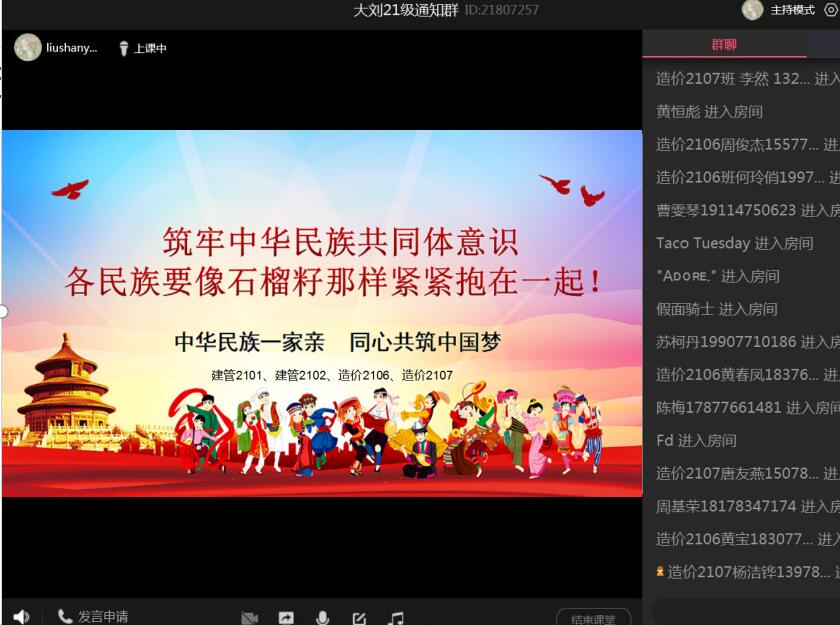 大刘21级通知群 ID:21807257
主持模式
liushany...
上课中
群聊
筑牢中华民族共同体意识
各民族要像石榴籽那样紧紧抱在一起！
中华民族一家亲 同心共筑中国梦
建管2101、建管2102、造价2106、造价2107
造价2107班 李然 132... 进入
黄恒彪 进入房间
造价2106周俊杰15577... 进
造价2106班何玲俏1997... 进
曹雯琴19114750623 进入房
Taco Tuesday 进入房间
"Aᴅᴏʀᴇ." 进入房间
假面骑士 进入房间
苏柯丹19907710186 进入房
造价2106黄春凤18376... 进
陈梅17877661481 进入房间
Fd 进入房间
造价2107唐友燕15078... 进
周基荣18178347174 进入房
造价2106黄宝183077... 进入
造价2107杨洁铧13978...
发言申请
结束课堂